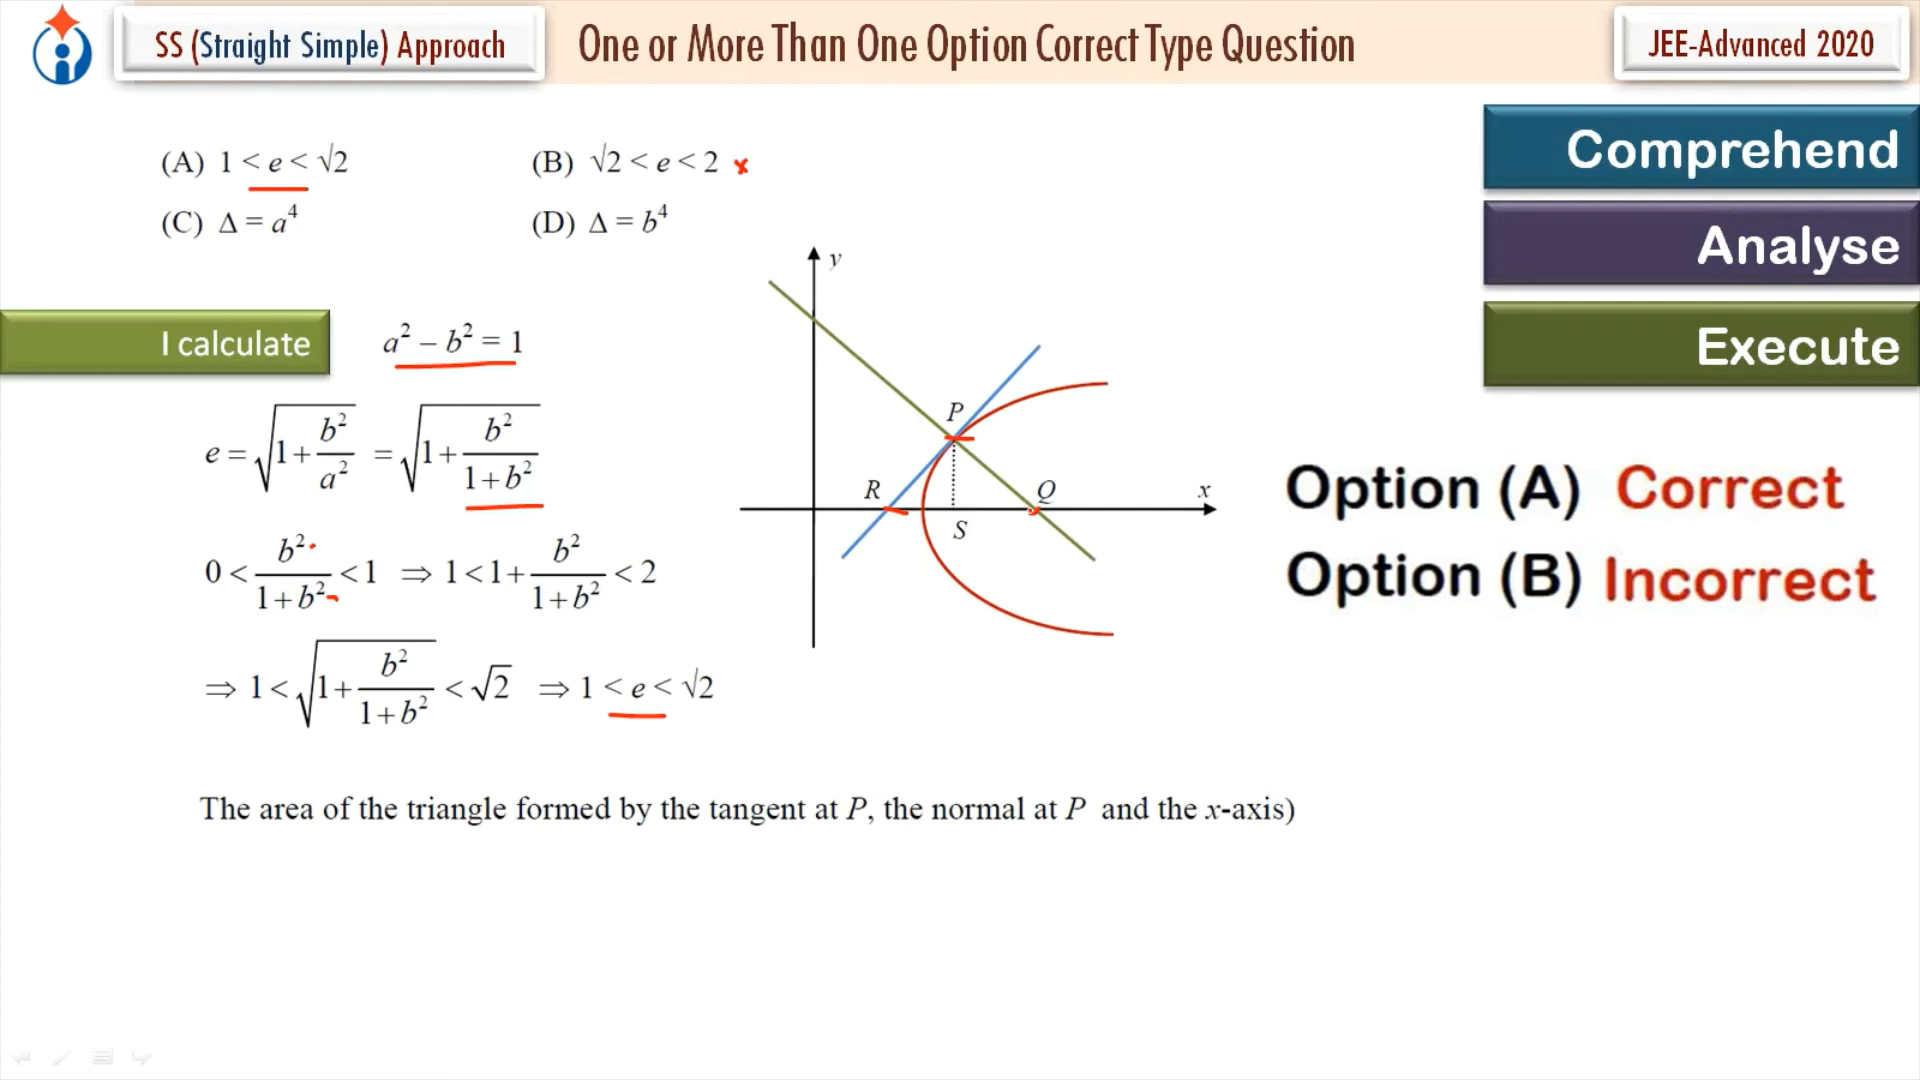 SS (Straight Simple) Approach
One or More Than One Option Correct Type Question
JEE-Advanced 2020
Comprehend
Analyse
Execute
(A) 1 < e < √2
(B) √2 < e < 2 ×
(C) Δ = a⁴
(D) Δ = b⁴
I calculate
a² – b² = 1
e = √(1 + b²/a²) = √(1 + b²/(1 + b²))
0 < b²/(1 + b²) < 1 ⇒ 1 < 1 + b²/(1 + b²) < 2
⇒ 1 < √(1 + b²/(1 + b²)) < √2 ⇒ 1 < e < √2
y
P
R
Q
x
S
Option (A) Correct
Option (B) Incorrect
The area of the triangle formed by the tangent at P, the normal at P and the x-axis)